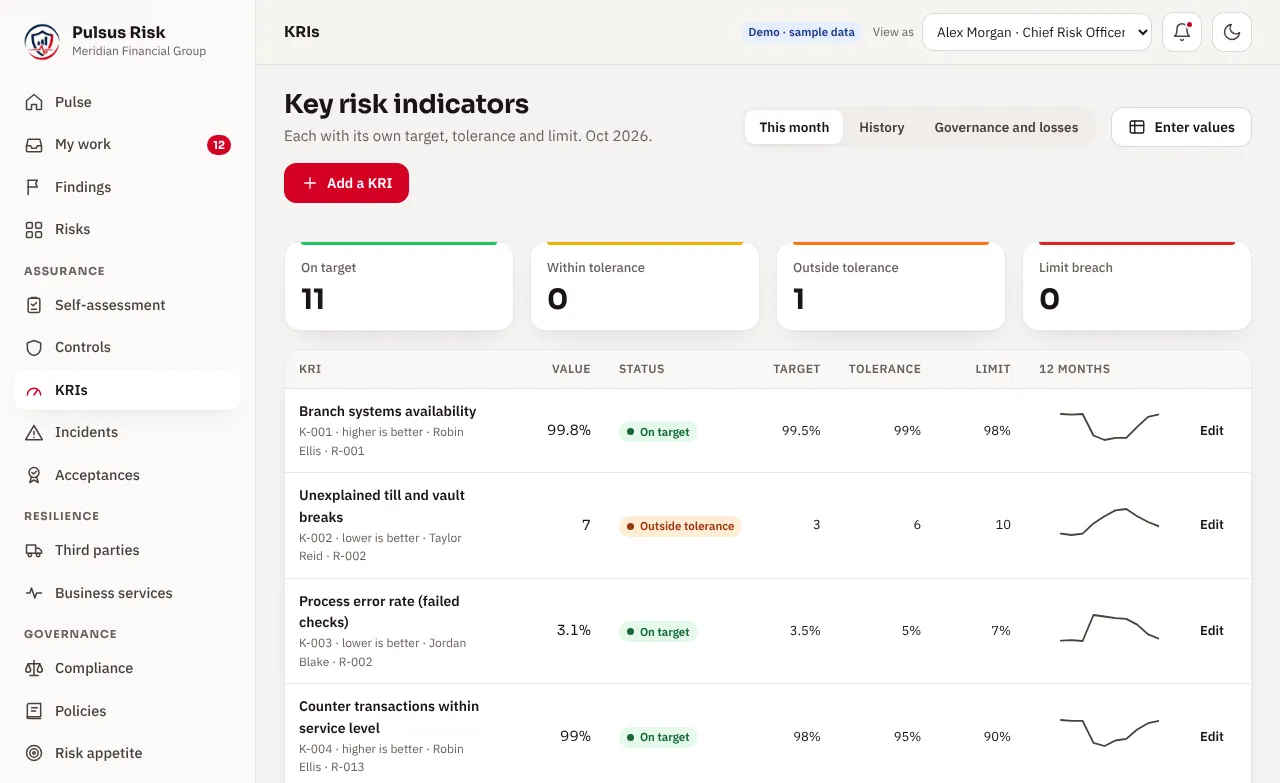 Pulsus Risk
Meridian Financial Group
Pulse
My work
12
Findings
Risks
ASSURANCE
Self-assessment
Controls
KRIs
Incidents
Acceptances
RESILIENCE
Third parties
Business services
GOVERNANCE
Compliance
Policies
Risk appetite
KRIs
Demo · sample data
View as
Alex Morgan · Chief Risk Officer
Key risk indicators
Each with its own target, tolerance and limit. Oct 2026.
This month
History
Governance and losses
Enter values
Add a KRI
On target
11
Within tolerance
0
Outside tolerance
1
Limit breach
0
KRI VALUE STATUS TARGET TOLERANCE LIMIT 12 MONTHS
Branch systems availability
K-001 · higher is better · Robin
Ellis · R-001
99.8% On target 99.5% 99% 98% Edit
Unexplained till and vault
breaks
K-002 · lower is better · Taylor
Reid · R-002
7 Outside tolerance 3 6 10 Edit
Process error rate (failed
checks)
K-003 · lower is better · Jordan
Blake · R-002
3.1% On target 3.5% 5% 7% Edit
Counter transactions within
service level
K-004 · higher is better · Robin
Ellis · R-013
99% On target 98% 95% 90% Edit